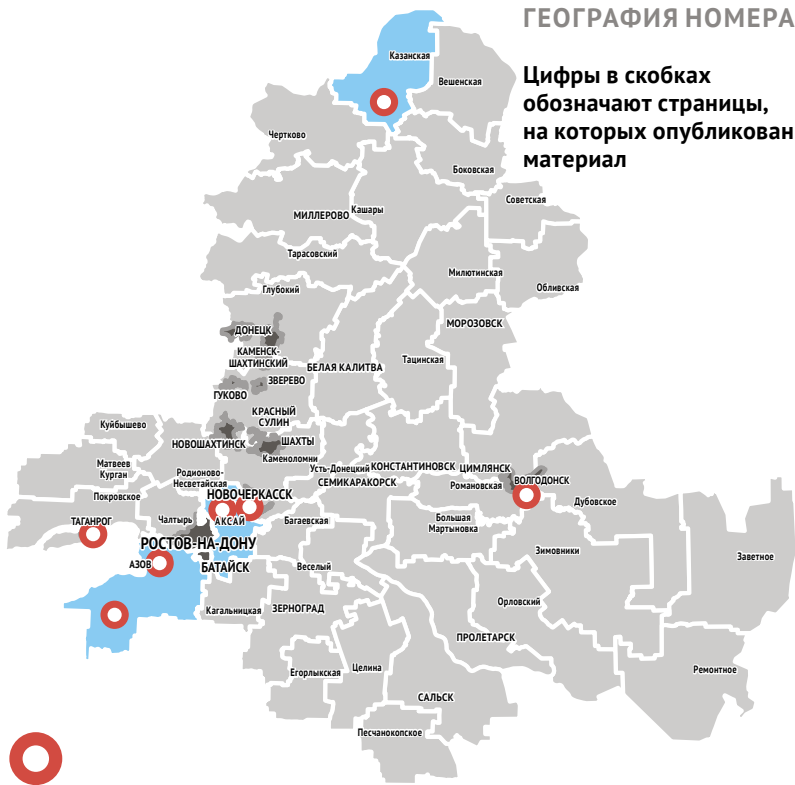 ГЕОГРАФИЯ НОМЕРА
Цифры в скобках
обозначают страницы,
на которых опубликован
материал
Казанская
Вешенская
Чертково
Боковская
Советская
МИЛЛЕРОВО
Кашары
Тарасовский
Милютинская
Обливская
Глубокий
ДОНЕЦК
МОРОЗОВСК
КАМЕНСК-
ШАХТИНСКИЙ
БЕЛАЯ КАЛИТВА
Тацинская
ЗВЕРЕВО
ГУКОВО
КРАСНЫЙ
СУЛИН
Куйбышево
НОВОШАХТИНСК
ШАХТЫ
Каменоломни
Матвеев
Курган
Родионово-
Несветайская
Усть-Донецкий
КОНСТАНТИНОВСК
ЦИМЛЯНСК
СЕМИКАРАКОРСК
Романовская
ВОЛГОДОНСК
Покровское
НОВОЧЕРКАССК
Дубовское
ТАГАНРОГ
Чалтырь
АКСАЙ
Багаевская
Большая
Мартыновка
РОСТОВ-НА-ДОНУ
Зимовники
Заветное
АЗОВ
БАТАЙСК
Веселый
Кагальницкая
ЗЕРНОГРАД
Орловский
ПРОЛЕТАРСК
Егорлыкская
Целина
Ремонтное
САЛЬСК
Песчанокопское